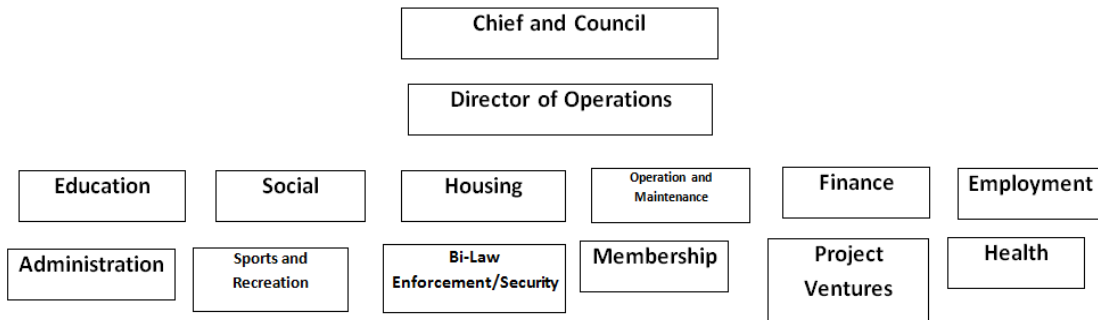 Chief and Council
Director of Operations
Education
Social
Housing
Operation and
Maintenance
Finance
Employment
Administration
Sports and
Recreation
Bi-Law
Enforcement/Security
Membership
Project
Ventures
Health